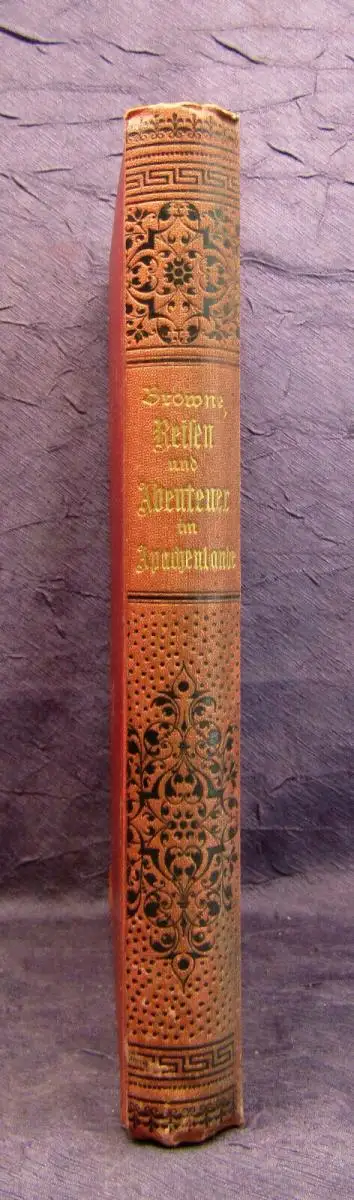 Browne,
Reisen
und
Abenteuer
im
Apachenlande